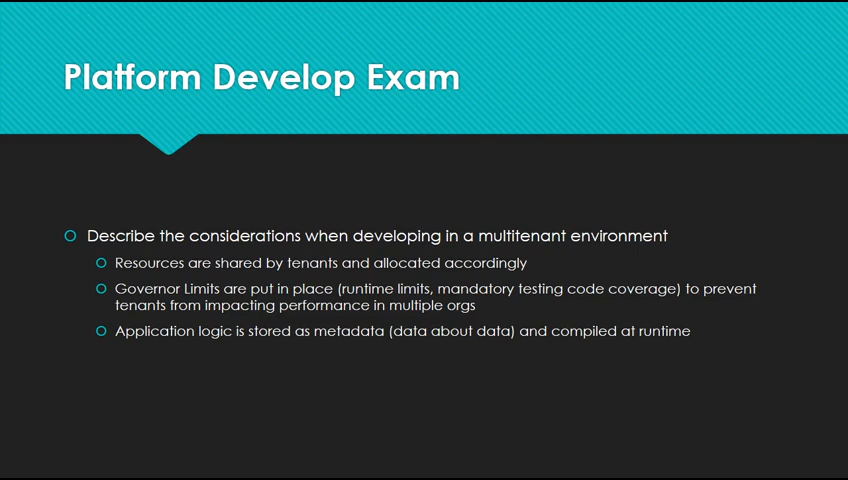 Platform Develop Exam
Describe the considerations when developing in a multitenant environment
Resources are shared by tenants and allocated accordingly
Governor Limits are put in place (runtime limits, mandatory testing code coverage) to prevent
tenants from impacting performance in multiple orgs
Application logic is stored as metadata (data about data) and compiled at runtime